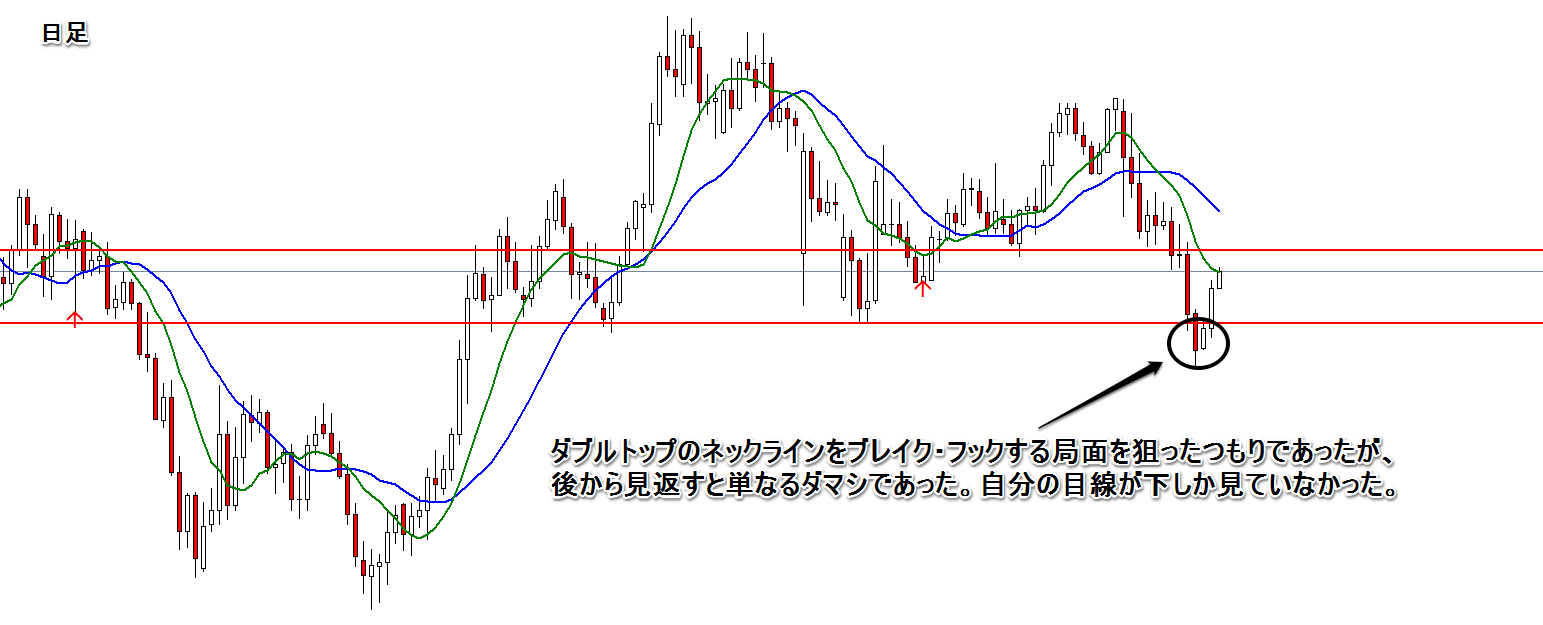 日足
ダブルトップのネックラインをブレイク・フックする局面を狙ったつもりであったが、
後から見返すと単なるダマシであった。自分の目線が下しか見ていなかった。